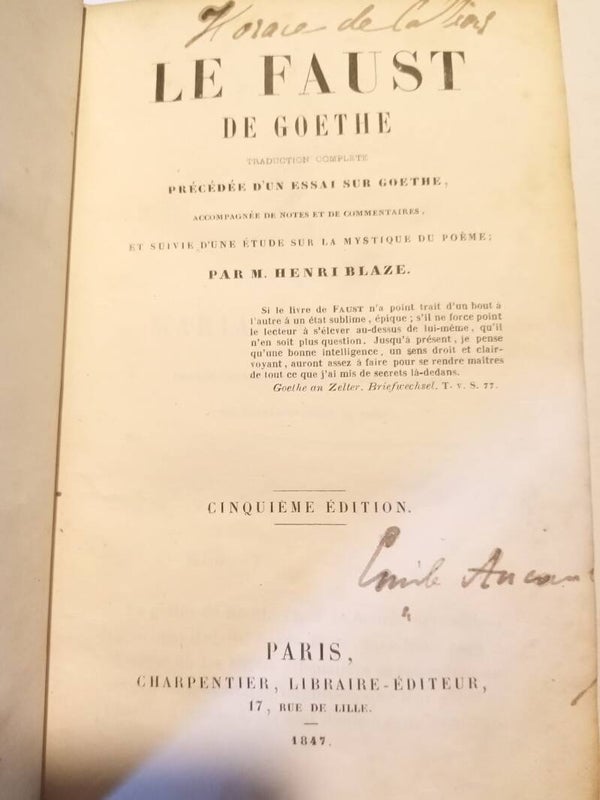 Horace de
LE FAUST
DE GOETHE
TRADUCTION COMPLETE
PRÉCÉDÉE D'UN ESSAI SUR GOETHE,
ACCOMPAGNÉE DE NOTES ET DE COMMENTAIRES,
ET SUIVIE D'UNE ÉTUDE SUR LA MYSTIQUE DU POÈME;
PAR M. HENRI BLAZE.
Si le livre de FAUST n'a point trait d'un bout à
l'autre à un état sublime, épique; s'il ne force point
le lecteur à s'élever au-dessus de lui-même, qu'il
n'en soit plus question. Jusqu'à présent, je pense
qu'une bonne intelligence, un sens droit et clair-
voyant, auront assez à faire pour se rendre maîtres
de tout ce que j'ai mis de secrets là-dedans.
Goethe an Zelter. Briefwechsel. T. v. S. 77.
CINQUIÈME ÉDITION.
Emile
PARIS,
CHARPENTIER, LIBRAIRE-ÉDITEUR,
17, RUE DE LILLE.
1847.